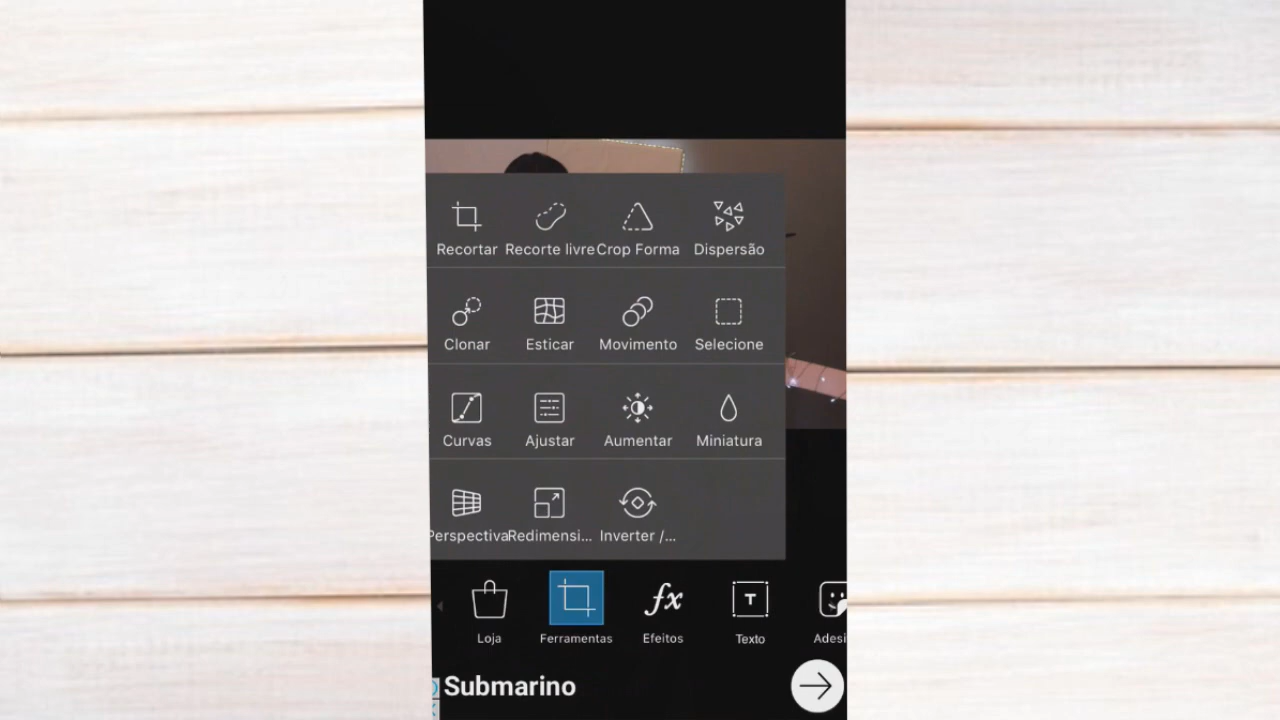 Recortar Recorte livre Crop Forma Dispersão
Clonar Esticar Movimento Selecione
Curvas Ajustar Aumentar Miniatura
Perspectiva Redimensi... Inverter /...
Loja Ferramentas Efeitos Texto Adesi
Submarino